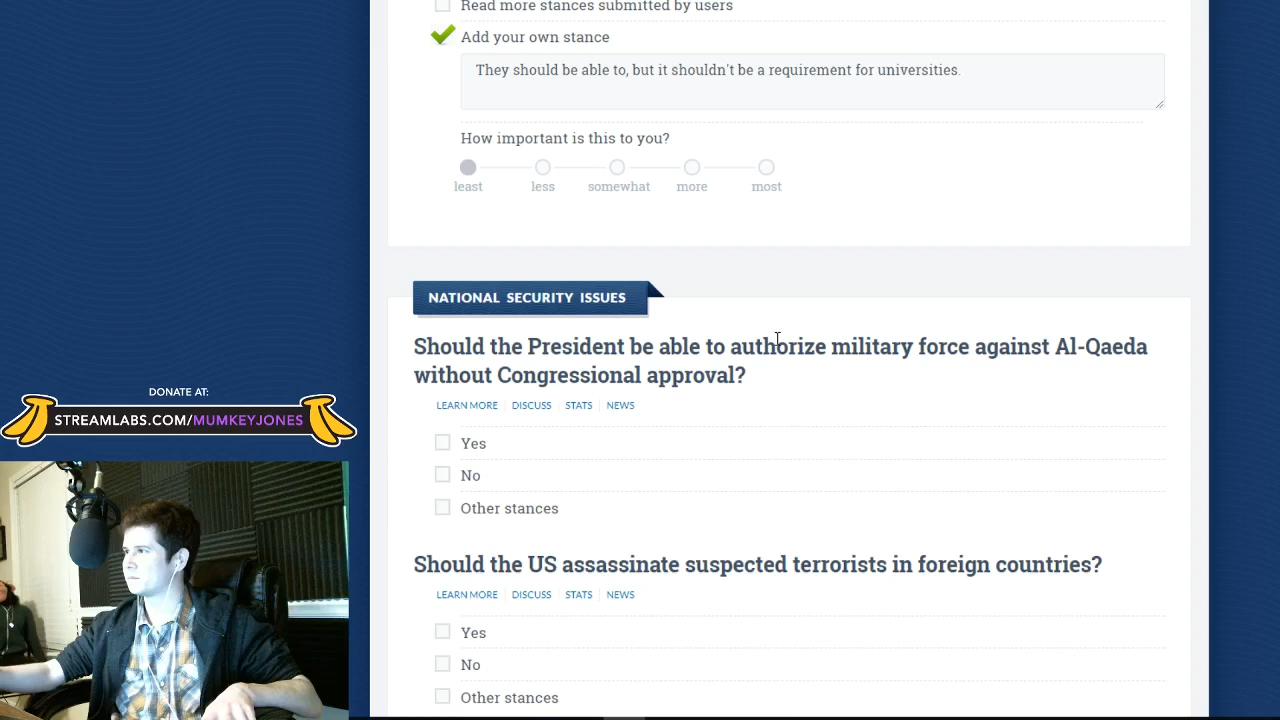 Read more stances submitted by users
Add your own stance
They should be able to, but it shouldn't be a requirement for universities.
How important is this to you?
least less somewhat more most
NATIONAL SECURITY ISSUES
Should the President be able to authorize military force against Al-Qaeda
without Congressional approval?
LEARN MORE DISCUSS STATS NEWS
Yes
No
Other stances
Should the US assassinate suspected terrorists in foreign countries?
LEARN MORE DISCUSS STATS NEWS
Yes
No
Other stances
DONATE AT:
STREAMLABS.COM/MUMKEYJONES